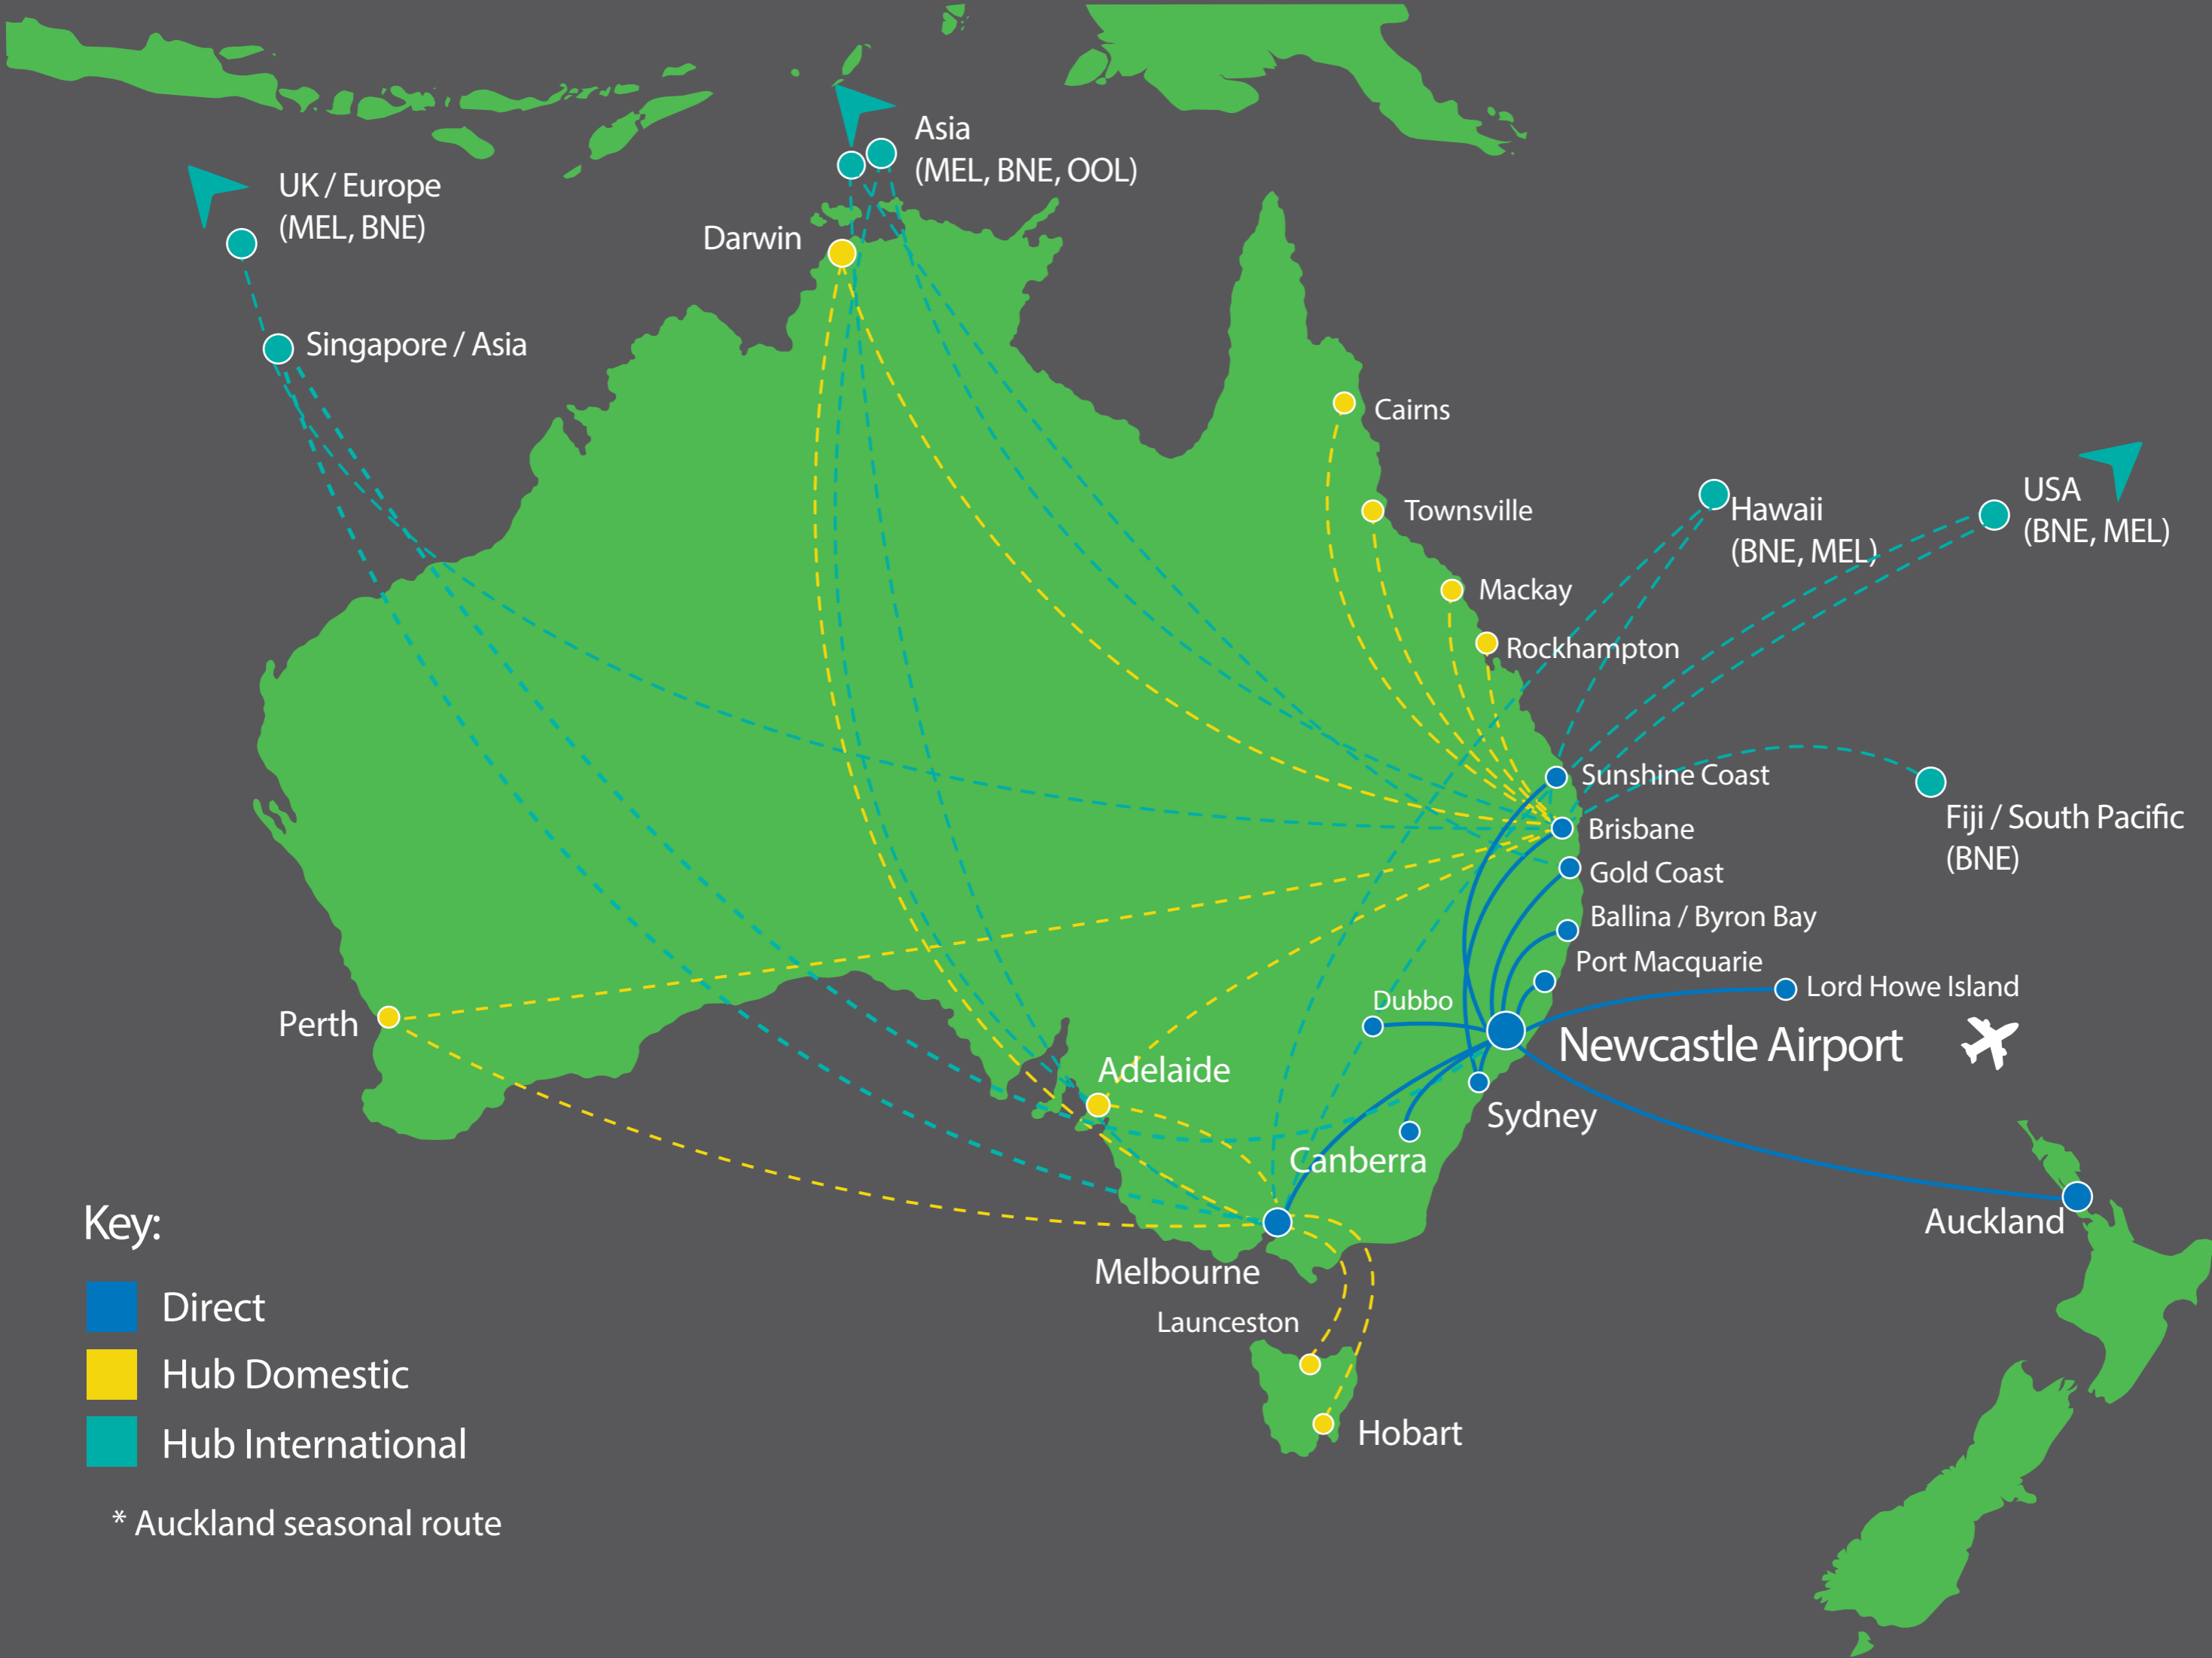 Asia
(MEL, BNE, OOL)
UK / Europe
(MEL, BNE)
Darwin
Singapore / Asia
Cairns
Townsville
Mackay
Rockhampton
Hawaii
(BNE, MEL)
USA
(BNE, MEL)
Sunshine Coast
Brisbane
Gold Coast
Fiji / South Pacific
(BNE)
Ballina / Byron Bay
Port Macquarie
Lord Howe Island
Dubbo
Newcastle Airport
Perth
Adelaide
Sydney
Canberra
Auckland
Melbourne
Launceston
Hobart
Key:
Direct
Hub Domestic
Hub International
* Auckland seasonal route